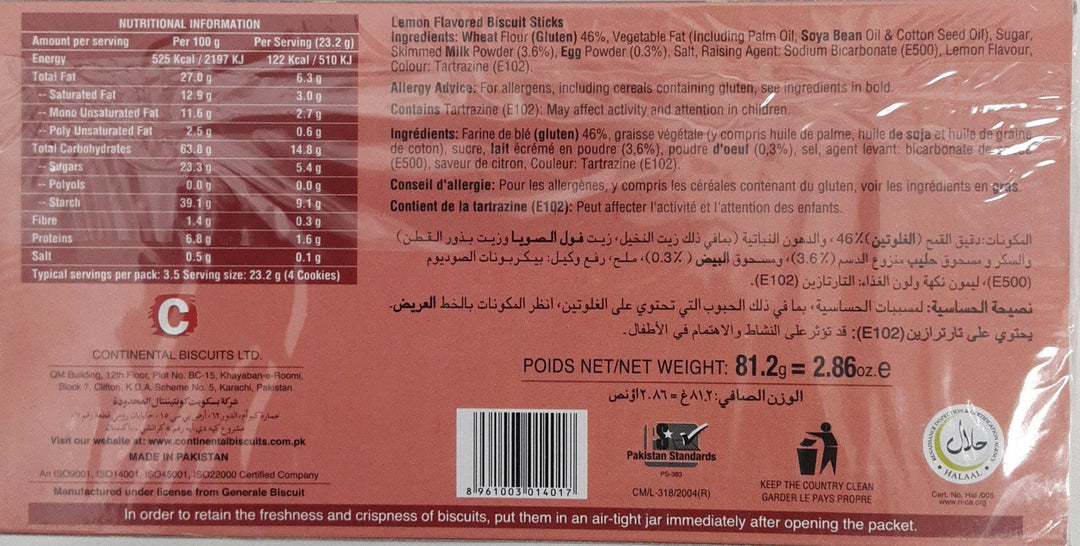 NUTRITIONAL INFORMATION
Amount per serving Per 100 g Per Serving (23.2 g)
Energy 525 Kcal / 2197 KJ 122 Kcal / 510 KJ
Total Fat 27.0 g 6.3 g
-- Saturated Fat 12.9 g 3.0 g
-- Mono Unsaturated Fat 11.6 g 2.7 g
-- Poly Unsaturated Fat 2.5 g 0.6 g
Total Carbohydrates 63.8 g 14.8 g
-- Sugars 23.3 g 5.4 g
-- Polyols 0.0 g 0.0 g
-- Starch 39.1 g 9.1 g
Fibre 1.4 g 0.3 g
Proteins 6.8 g 1.6 g
Salt 0.5 g 0.1 g
Typical servings per pack: 3.5 Serving size: 23.2 g (4 Cookies)
C
CONTINENTAL BISCUITS LTD.
QM Building, 12th Floor, Plot No. BC-15, Khayaban-e-Roomi,
Block 7, Clifton, K.D.A. Scheme No. 5, Karachi, Pakistan
شركة بسكويت كونتيننتال المحدودة
Visit our website at: www.continentalbiscuits.com.pk
MADE IN PAKISTAN
An ISO9001, ISO14001, ISO45001, ISO22000 Certified Company
Manufactured under license from Generale Biscuit
Lemon Flavored Biscuit Sticks
Ingredients: Wheat Flour (Gluten) 46%, Vegetable Fat (Including Palm Oil, Soya Bean Oil & Cotton Seed Oil), Sugar,
Skimmed Milk Powder (3.6%), Egg Powder (0.3%), Salt, Raising Agent: Sodium Bicarbonate (E500), Lemon Flavour,
Colour: Tartrazine (E102).
Allergy Advice: For allergens, including cereals containing gluten, see ingredients in bold.
Contains Tartrazine (E102): May affect activity and attention in children.
Ingrédients: Farine de blé (gluten) 46%, graisse végétale (y compris huile de palme, huile de soja et huile de graine
de coton), sucre, lait écrémé en poudre (3,6%), poudre d'oeuf (0,3%), sel, agent levant: bicarbonate de
(E500), saveur de citron, Couleur: Tartrazine (E102).
Conseil d'allergie: Pour les allergènes, y compris les céréales contenant du gluten, voir les ingrédients en gras.
Contient de la tartrazine (E102): Peut affecter l'activité et l'attention des enfants.
المكونات: دقيق القمح (الغلوتين) ٪46، والدهون النباتية (بمافي ذلك زيت النخيل، زيت فول الصويا وزيت بذور القطن)
والسكر و مسحوق حليب منزوع الدسم (٪3.6)، ومسحوق البيض (٪0.3)، ملح، رفع وكيل: بيكربونات الصوديوم
(E500)، ليمون نكهة ولون الغذاء: التارتازين (E102).
نصيحة الحساسية: لمسببات الحساسية، بما في ذلك الحبوب التي تحتوي على الغلوتين، انظر المكونات بالخط العريض.
يحتوي على تارترازين (E102): قد تؤثر على النشاط والاهتمام في الأطفال.
POIDS NET/NET WEIGHT: 81.2g = 2.86oz.e
الوزن الصافي: ٨١.٢غ = ٢.٨٦ اؤنص
8 961003 014017
Pakistan Standards
PS-383
CM/L-318/2004(R)
KEEP THE COUNTRY CLEAN
GARDER LE PAYS PROPRE
RENAISSANCE INSPECTION & CERTIFICATION AGENCY
حلال
HALAAL
Cert. No. Hal /005
www.ri-ca.org
In order to retain the freshness and crispness of biscuits, put them in an air-tight jar immediately after opening the packet.